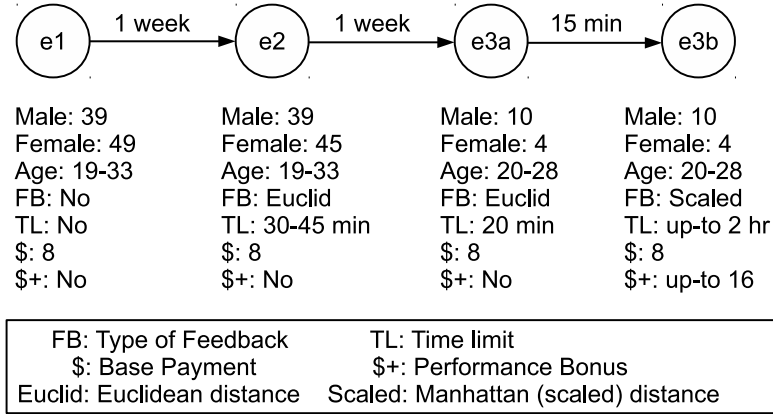 e1 1 week e2 1 week e3a 15 min e3b
Male: 39
Female: 49
Age: 19-33
FB: No
TL: No
$: 8
$+: No
Male: 39
Female: 45
Age: 19-33
FB: Euclid
TL: 30-45 min
$: 8
$+: No
Male: 10
Female: 4
Age: 20-28
FB: Euclid
TL: 20 min
$: 8
$+: No
Male: 10
Female: 4
Age: 20-28
FB: Scaled
TL: up-to 2 hr
$: 8
$+: up-to 16
FB: Type of Feedback TL: Time limit
$: Base Payment $+: Performance Bonus
Euclid: Euclidean distance Scaled: Manhattan (scaled) distance